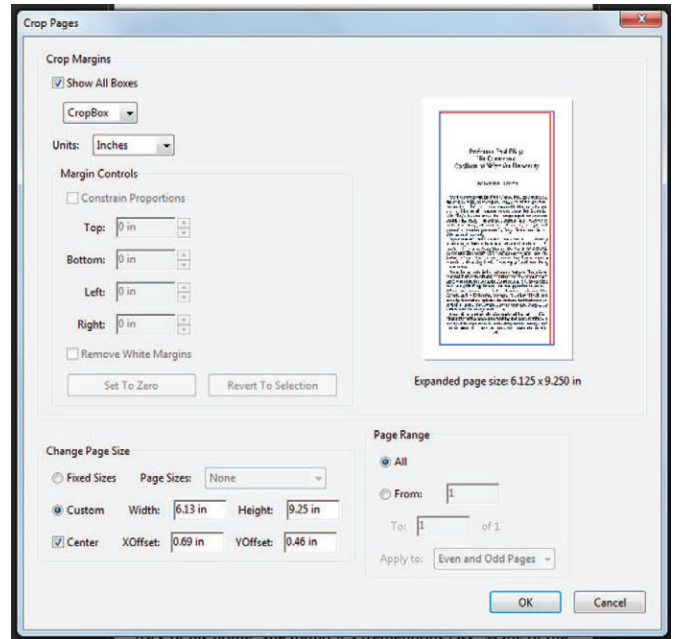 Crop Pages
Crop Margins
Show All Boxes
CropBox
Units: Inches
Margin Controls
Constrain Proportions
Top: 0 in
Bottom: 0 in
Left: 0 in
Right: 0 in
Remove White Margins
Set To Zero Revert To Selection
Expanded page size: 6.125 x 9.250 in
Change Page Size
Fixed Sizes Page Sizes: None
Custom Width: 6.13 in Height: 9.25 in
Center XOffset: 0.69 in YOffset: 0.46 in
Page Range
All
From: 1
To: 1 of 1
Apply to: Even and Odd Pages
OK Cancel